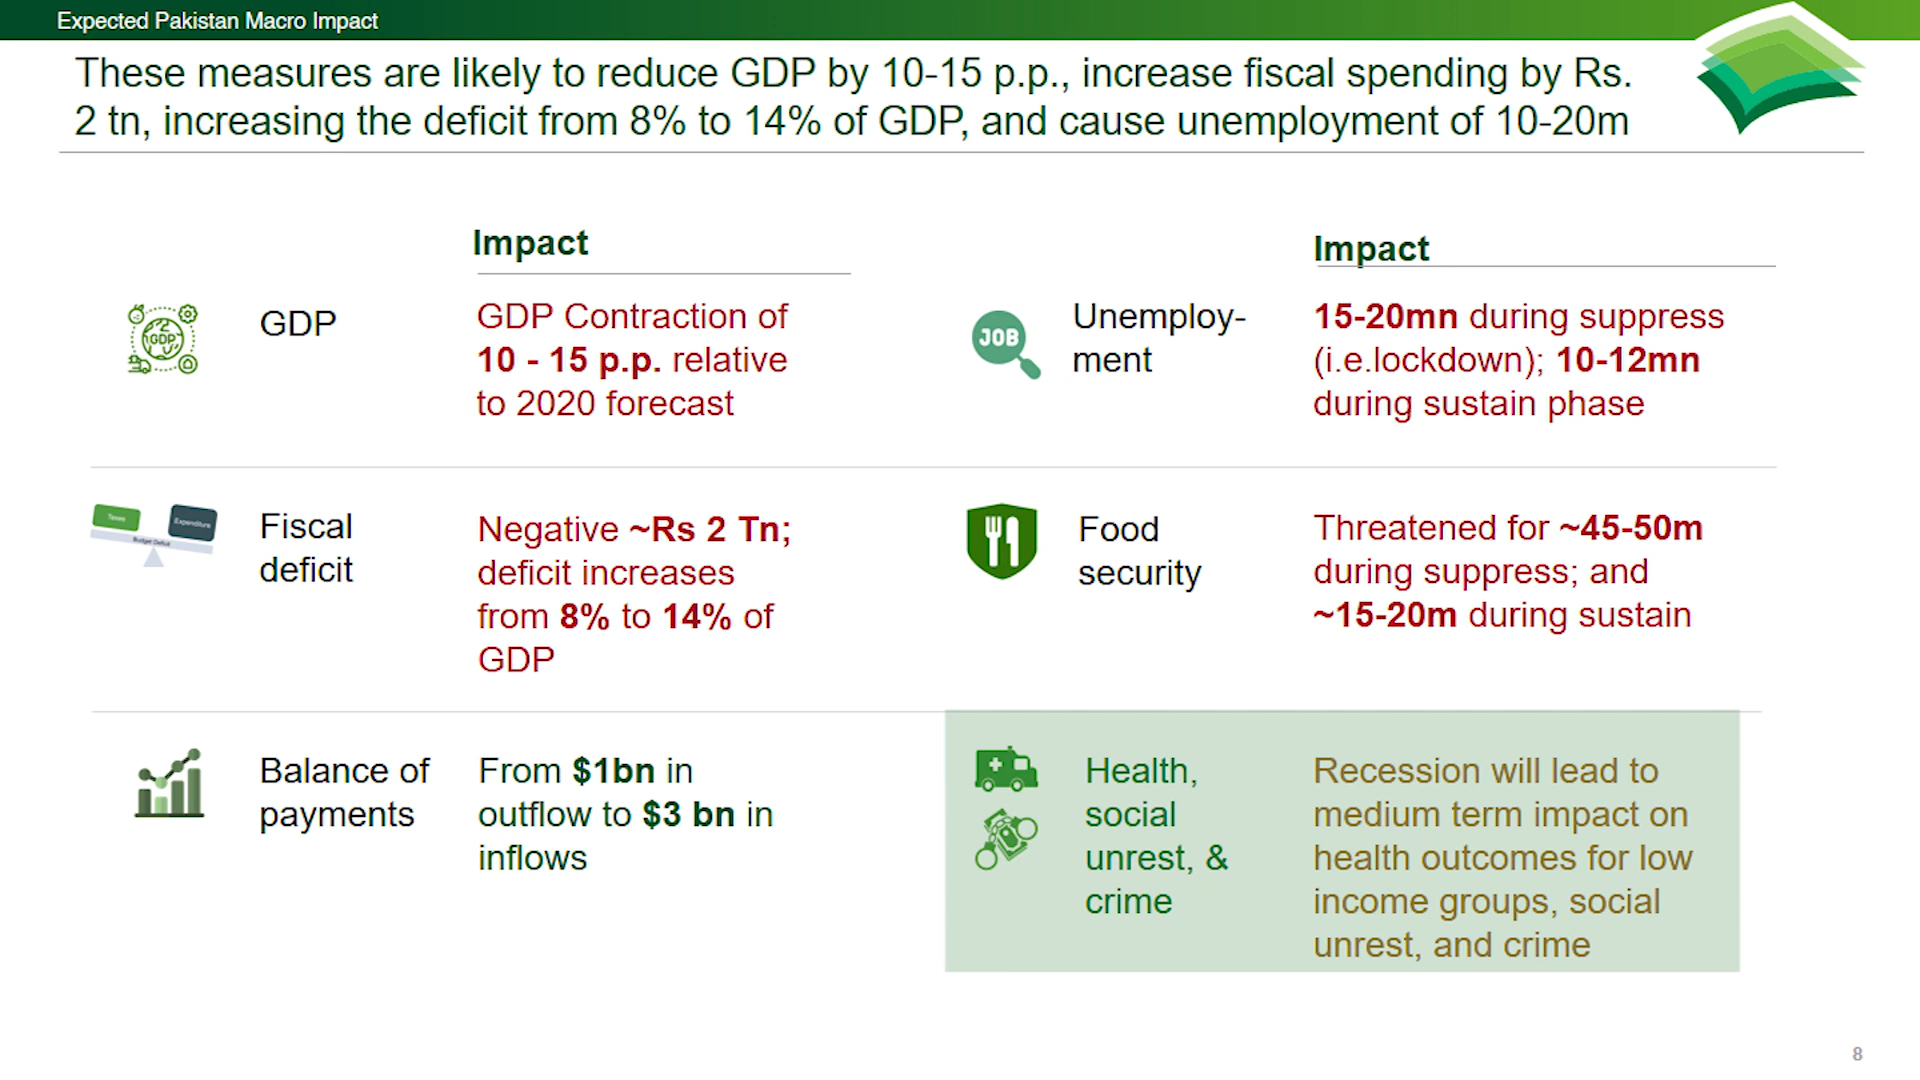 Expected Pakistan Macro Impact
These measures are likely to reduce GDP by 10-15 p.p., increase fiscal spending by Rs.
2 tn, increasing the deficit from 8% to 14% of GDP, and cause unemployment of 10-20m
Impact
GDP
GDP
GDP Contraction of
10 - 15 p.p. relative
to 2020 forecast
Taxes
Expenditure
Budget Deficit
Fiscal
deficit
Negative ~Rs 2 Tn;
deficit increases
from 8% to 14% of
GDP
Balance of
payments
From $1bn in
outflow to $3 bn in
inflows
Impact
JOB
Unemploy-
ment
15-20mn during suppress
(i.e.lockdown); 10-12mn
during sustain phase
Food
security
Threatened for ~45-50m
during suppress; and
~15-20m during sustain
Health,
social
unrest, &
crime
Recession will lead to
medium term impact on
health outcomes for low
income groups, social
unrest, and crime
8